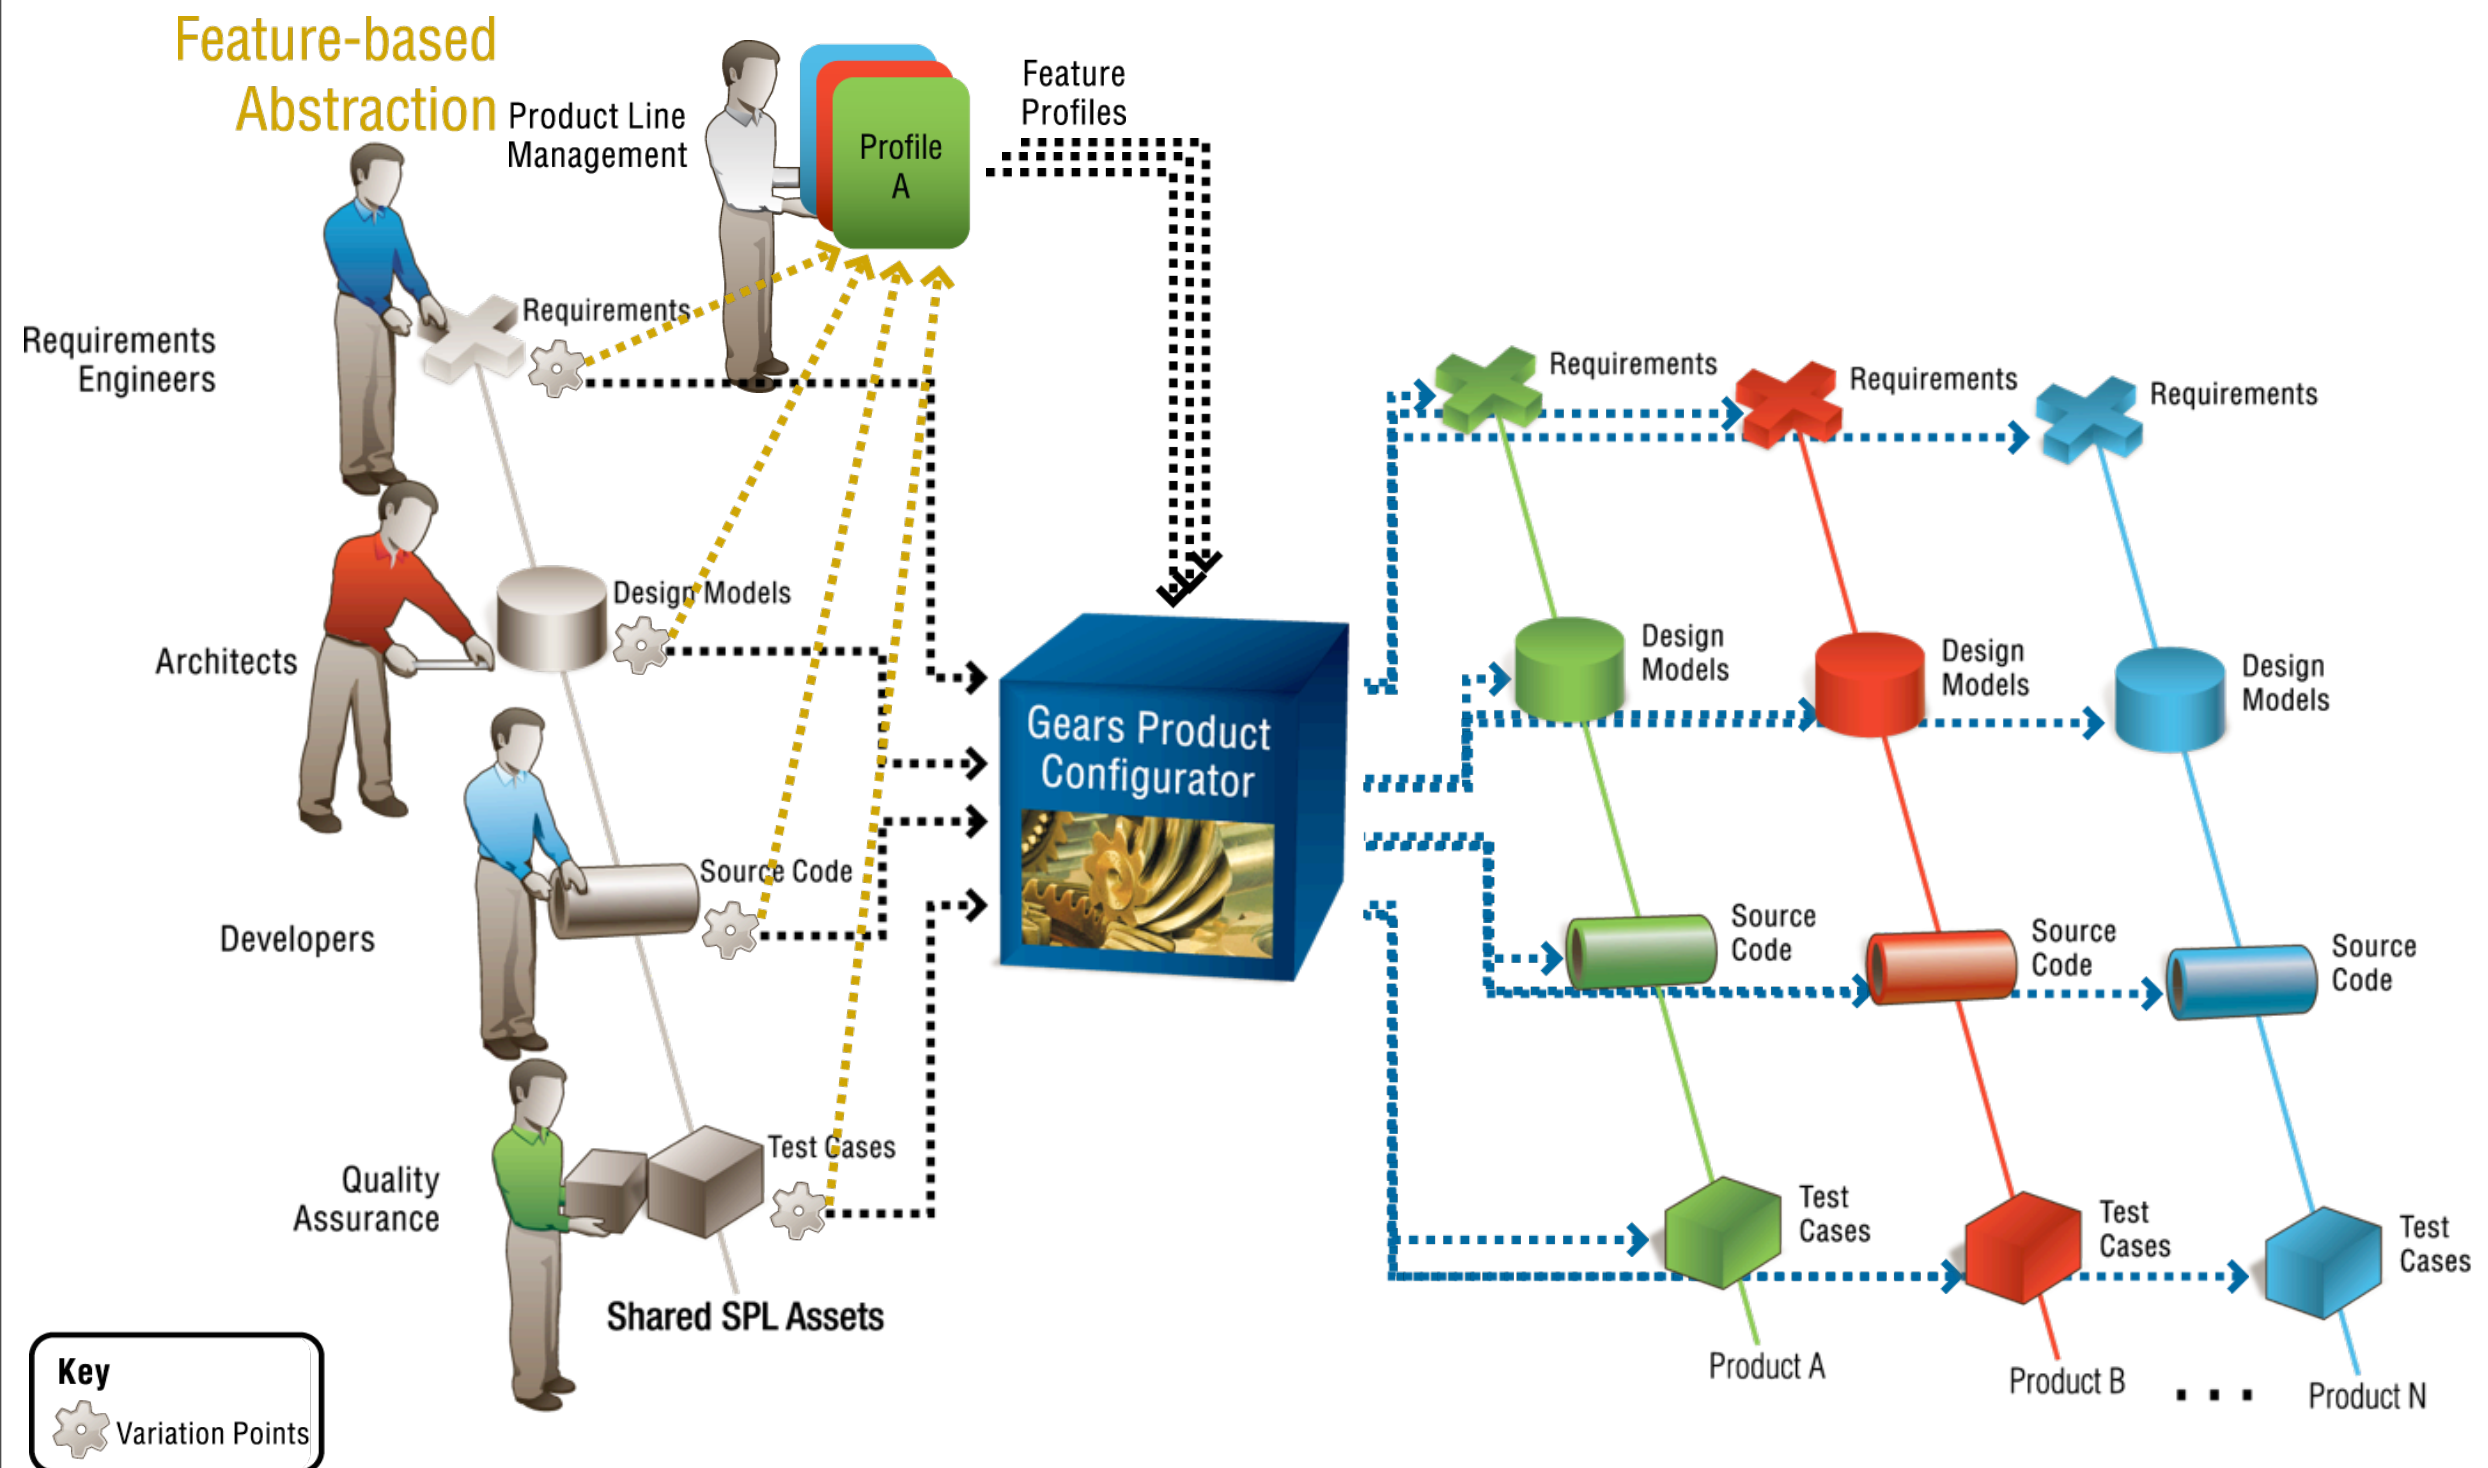 Feature-based
Abstraction
Product Line
Management
Profile
A
Feature
Profiles
Requirements
Engineers
Requirements
Architects
Design Models
Developers
Source Code
Quality
Assurance
Test Cases
Shared SPL Assets
Key
Variation Points
Gears Product
Configurator
Requirements
Requirements
Requirements
Design
Models
Design
Models
Design
Models
Source
Code
Source
Code
Source
Code
Test
Cases
Test
Cases
Test
Cases
Product A
Product B
...
Product N